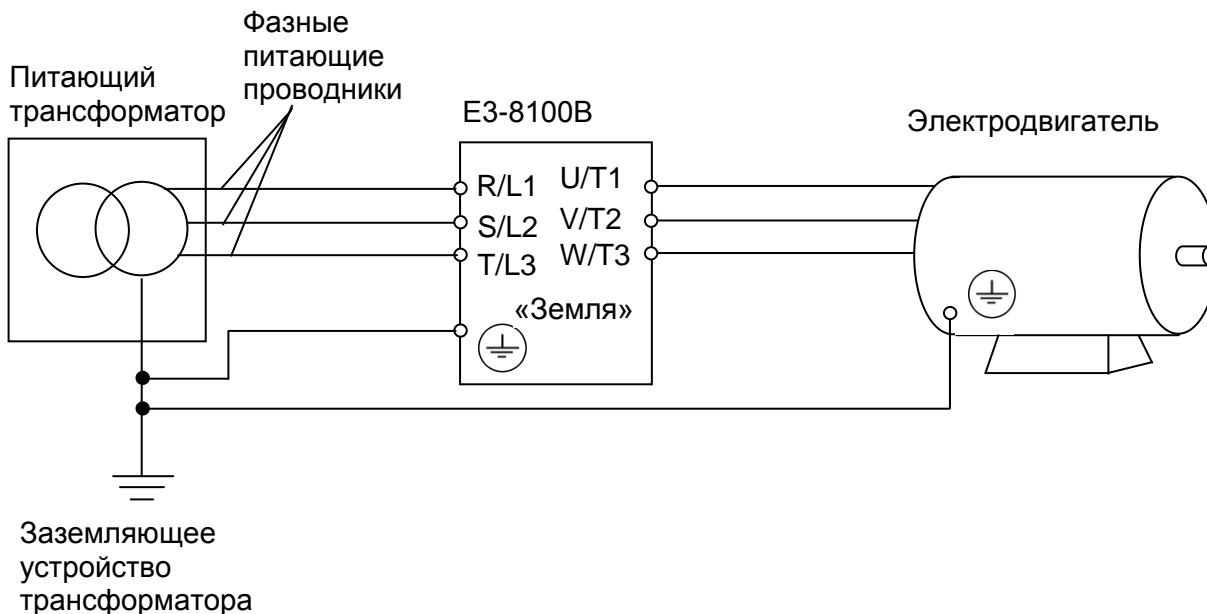 Фазные
питающие
проводники
Питающий
трансформатор
E3-8100B
Электродвигатель
R/L1 U/T1
S/L2 V/T2
T/L3 W/T3
«Земля»
Заземляющее
устройство
трансформатора